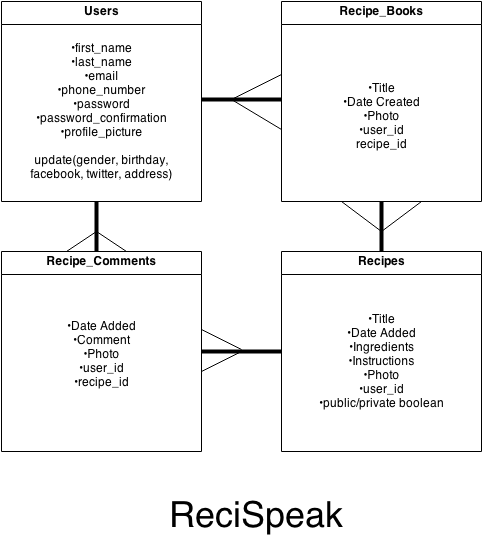 Users
•first_name
•last_name
•email
•phone_number
•password
•password_confirmation
•profile_picture
update(gender, birthday,
facebook, twitter, address)
Recipe_Books
•Title
•Date Created
•Photo
•user_id
recipe_id
Recipe_Comments
•Date Added
•Comment
•Photo
•user_id
•recipe_id
Recipes
•Title
•Date Added
•Ingredients
•Instructions
•Photo
•user_id
•public/private boolean
ReciSpeak